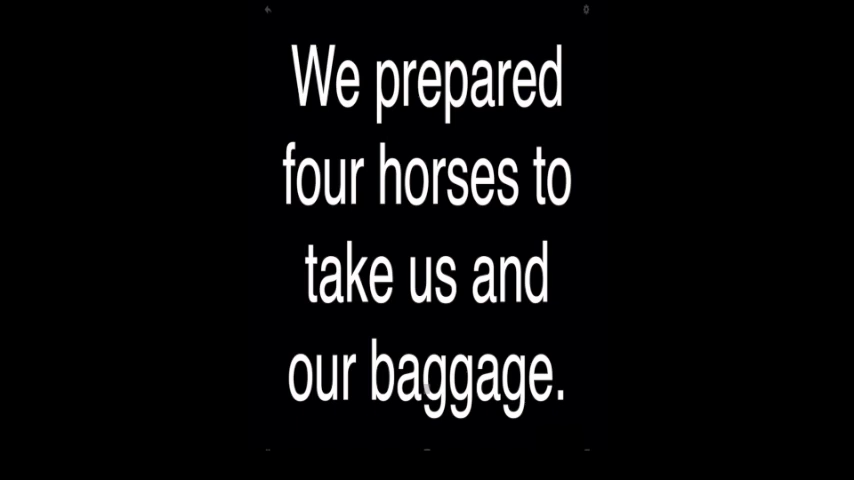 We prepared
four horses to
take us and
our baggage.